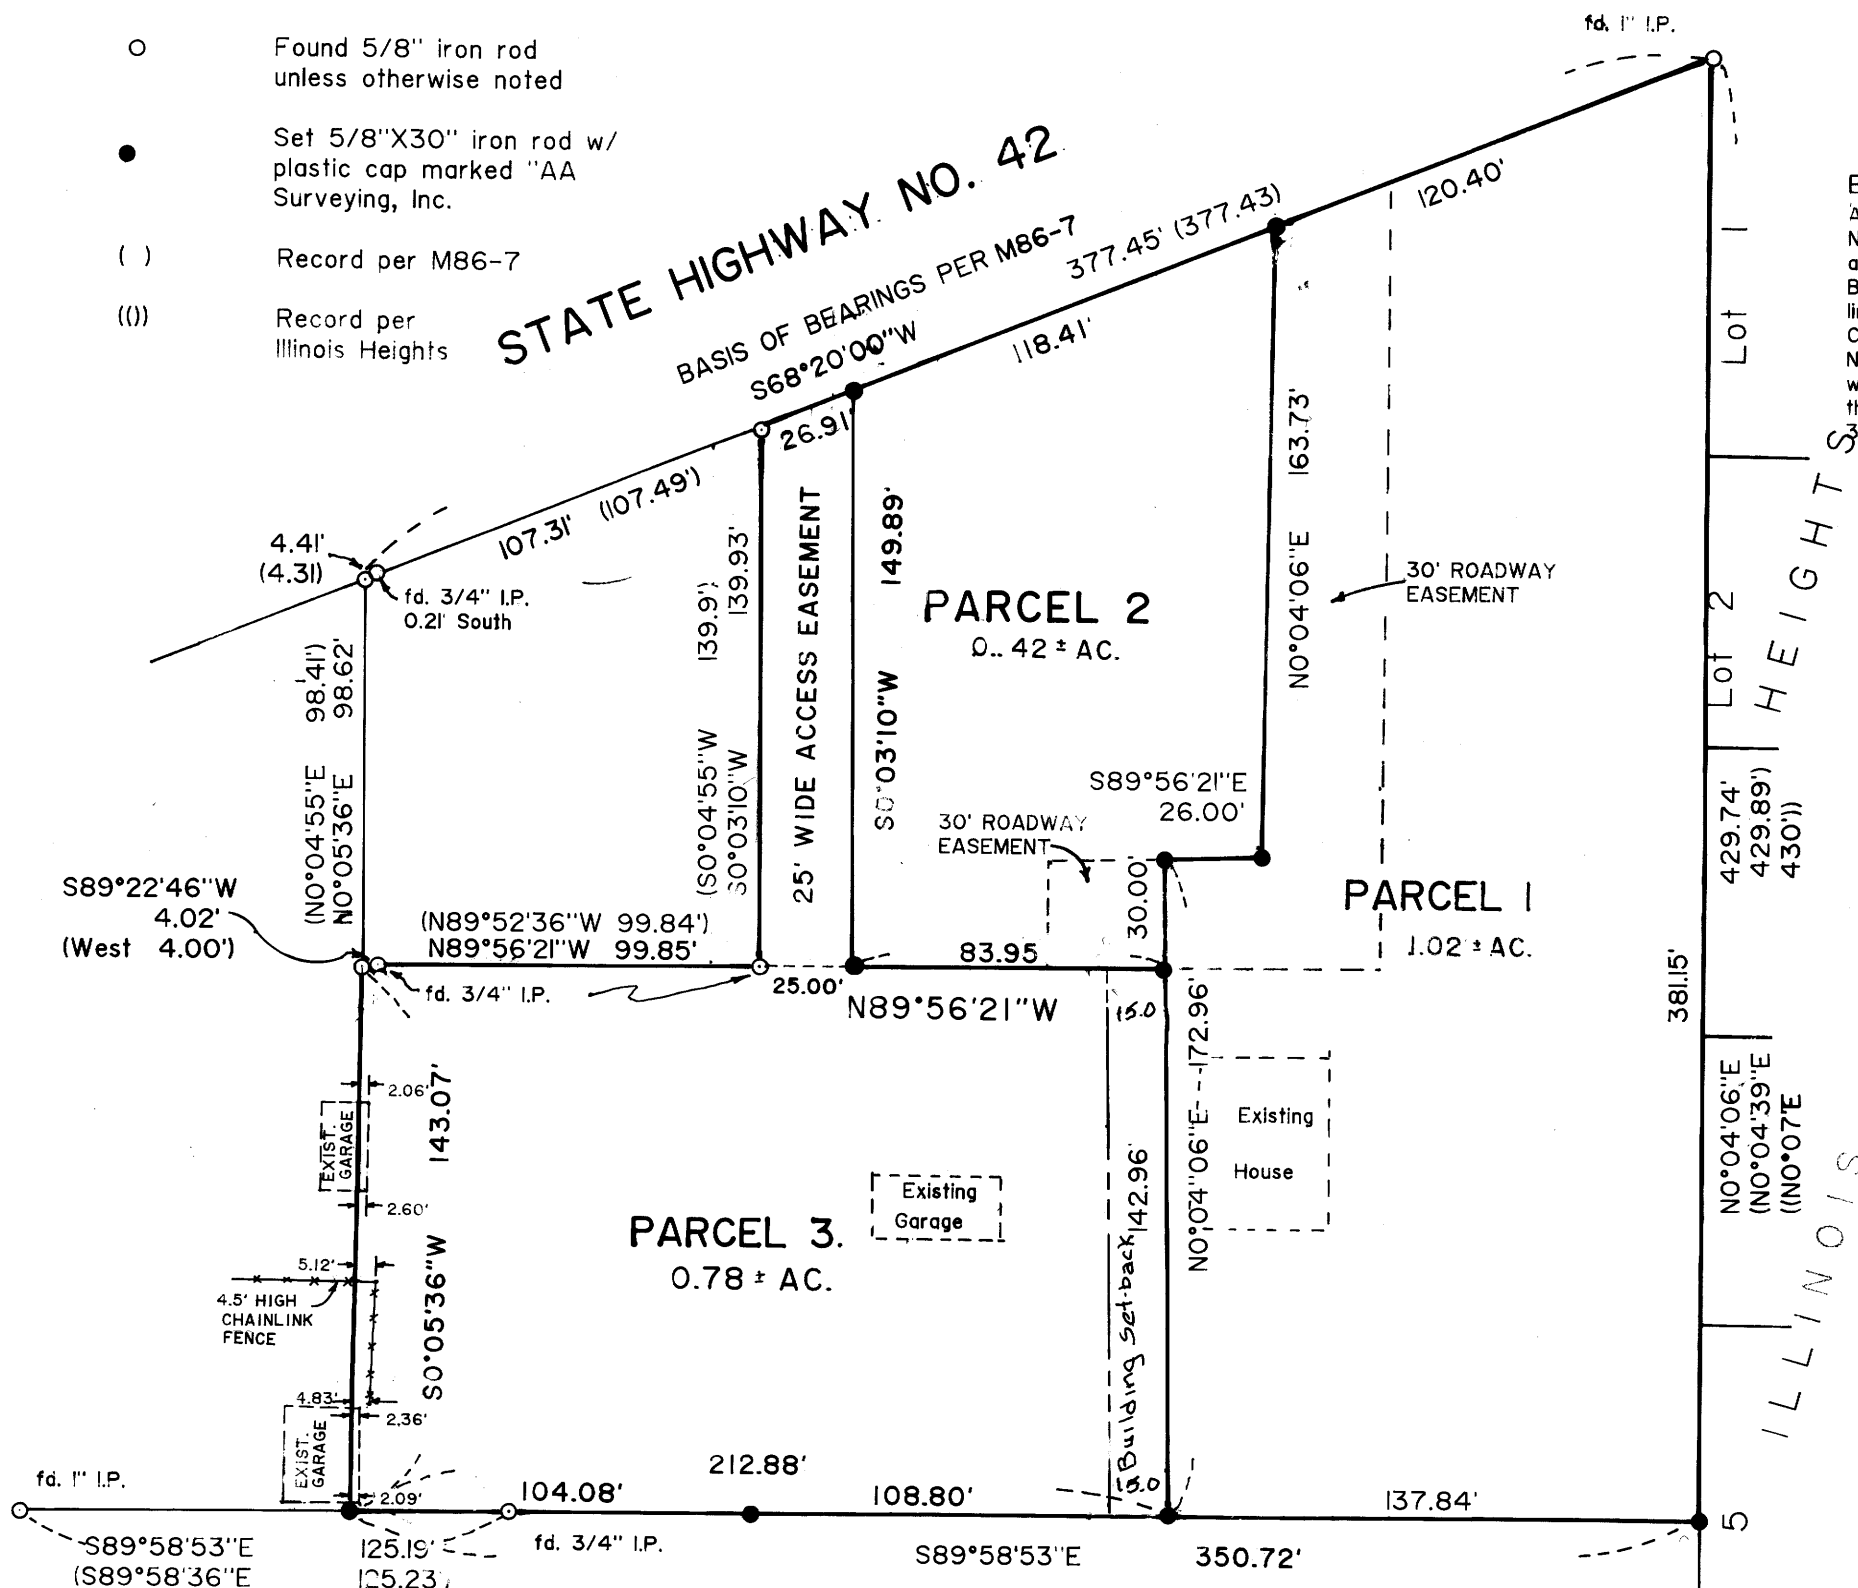 Found 5/8" iron rod
unless otherwise noted
Set 5/8"X30" iron rod w/
plastic cap marked "AA
Surveying, Inc.
( )
Record per M86-7
(())
Record per
Illinois Heights
fd. 1" I.P.
STATE HIGHWAY NO. 42
BASIS OF BEARINGS PER M86-7
S68°20'00"W
377.45' (377.43)
120.40'
118.41'
26.91'
107.31' (107.49')
4.41'
(4.31)
fd. 3/4" I.P.
0.21' South
(N0°04'55"E 98.41')
N0°05'36"E 98.62'
(S0°04'55"W 139.9')
S0°03'10"W 139.93'
25' WIDE ACCESS EASEMENT
S0°03'10"W 149.89'
PARCEL 2
0.42 ± AC.
N0°04'06"E 163.73'
30' ROADWAY
EASEMENT
Lot 1
Lot 2
HEIGHTS
S89°56'21"E
26.00'
30' ROADWAY
EASEMENT
30.00'
PARCEL 1
1.02 ± AC.
S89°22'46"W
4.02'
(West 4.00')
(N89°52'36"W 99.84')
N89°56'21"W 99.85'
fd. 3/4" I.P.
25.00'
83.95
N89°56'21"W
15.0
N0°04'06"E 172.96'
381.15'
N0°04'06"E 429.74'
(N0°04'39"E 429.89')
((N0°07'E 430'))
2.06'
EXIST.
GARAGE
2.60'
143.07'
S0°05'36"W
5.12'
4.5' HIGH
CHAINLINK
FENCE
4.83'
2.36'
EXIST.
GARAGE
2.09'
PARCEL 3.
0.78 ± AC.
Existing
Garage
Building set-back
142.96'
15.0
Existing
House
ILLINOIS
fd. 1" I.P.
104.08'
212.88'
108.80'
137.84'
5
S89°58'53"E
(S89°58'36"E
125.19'
125.23'
fd. 3/4" I.P.
S89°58'53"E 350.72'